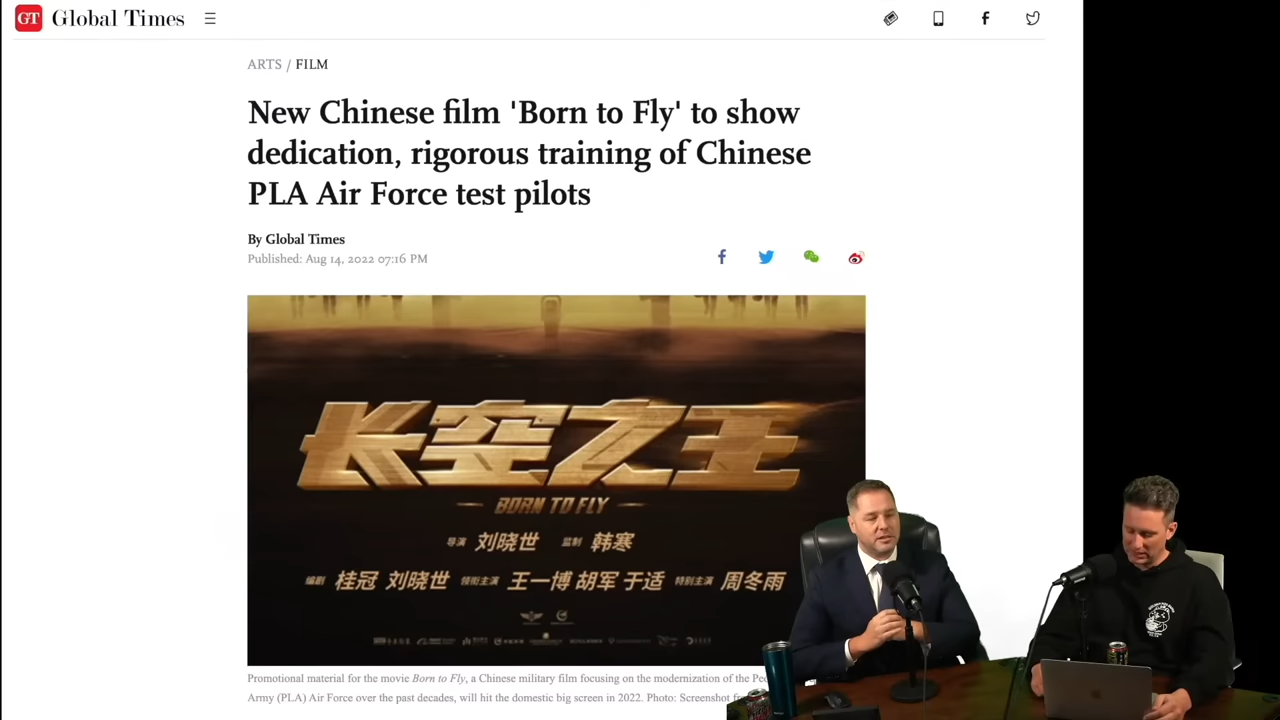 GT Global Times
ARTS / FILM
New Chinese film 'Born to Fly' to show
dedication, rigorous training of Chinese
PLA Air Force test pilots
By Global Times
Published: Aug 14, 2022 07:16 PM
长空之王
BORN TO FLY
导演 刘晓世 监制 韩寒
编剧 桂冠 刘晓世 领衔主演 王一博 胡军 于适 特别主演 周冬雨
Promotional material for the movie Born to Fly, a Chinese military film focusing on the modernization of the
Army (PLA) Air Force over the past decades, will hit the domestic big screen in 2022. Photo: Screenshot